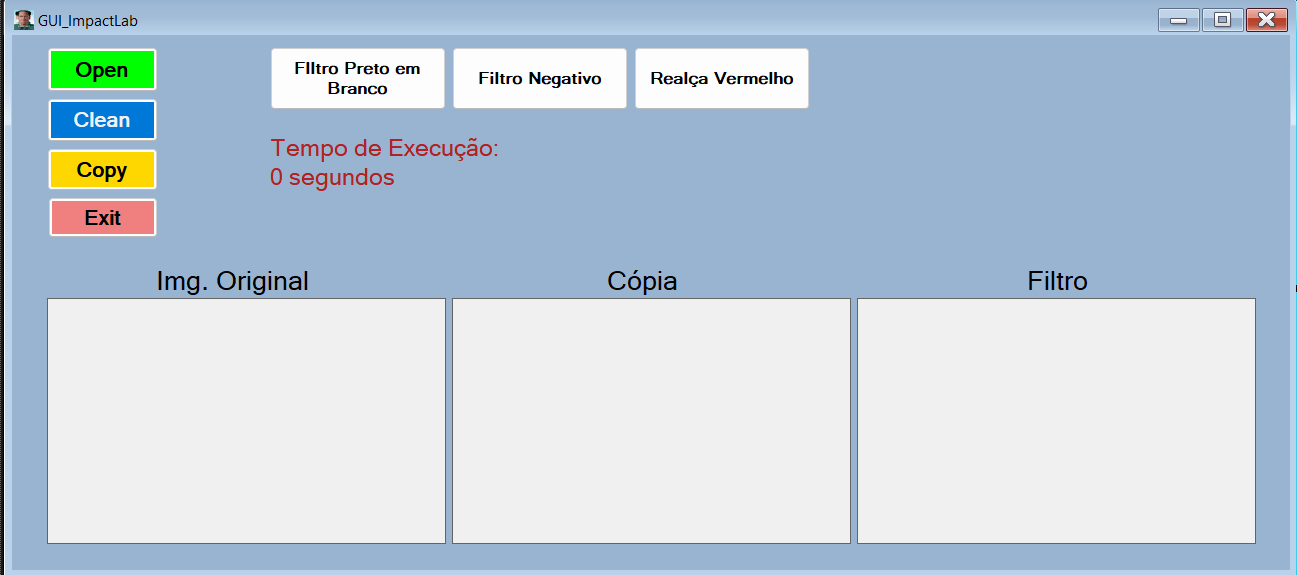 GUI_ImpactLab
Open
Clean
Copy
Exit
FIltro Preto em
Branco
Filtro Negativo
Realça Vermelho
Tempo de Execução:
0 segundos
Img. Original
Cópia
Filtro